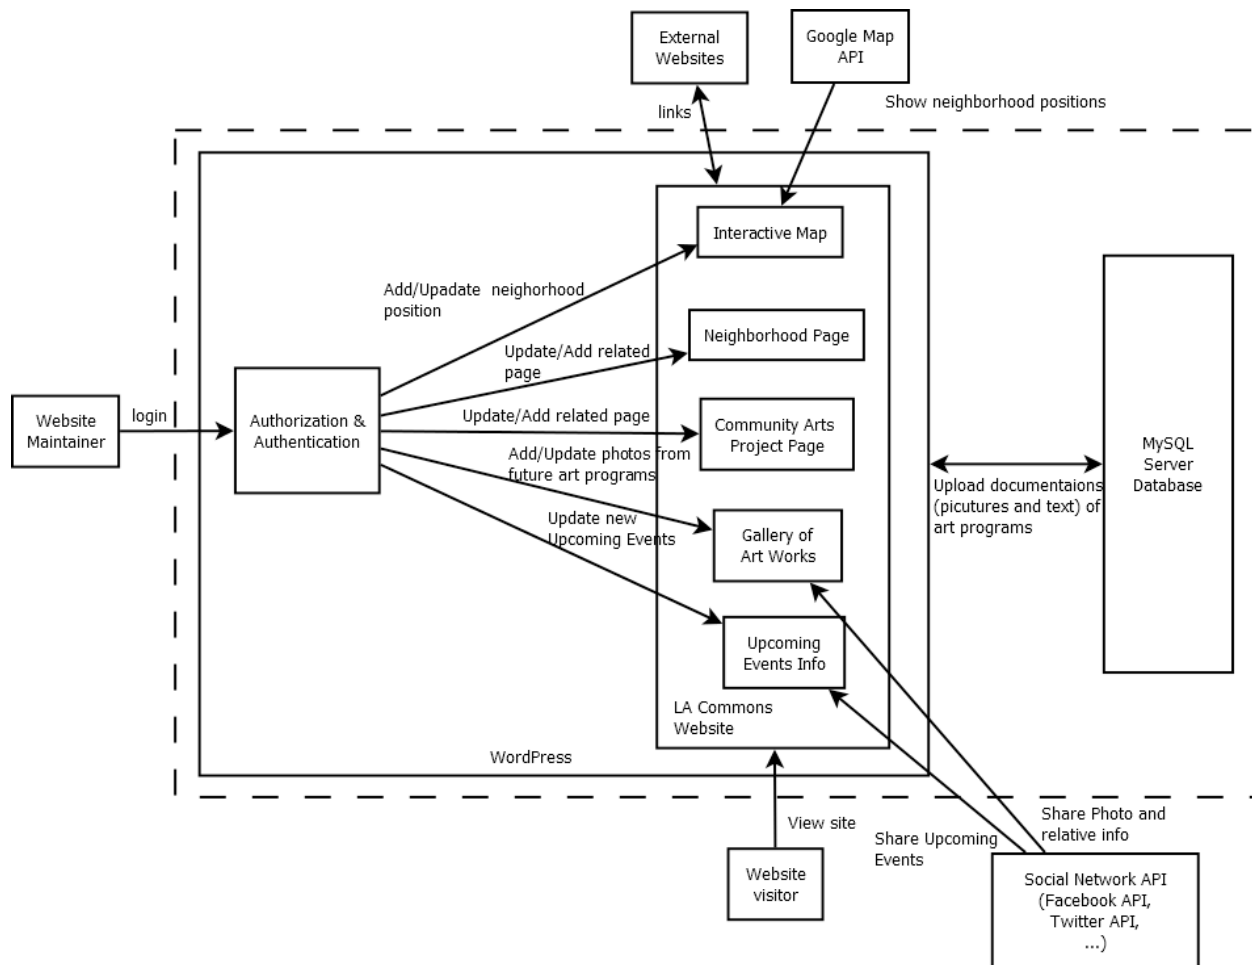 External
Websites
Google Map
API
links
Show neighborhood positions
Interactive Map
Add/Upadate neighorhood
position
Neighborhood Page
Update/Add related
page
Website
Maintainer
login
Authorization &
Authentication
Update/Add related page
Community Arts
Project Page
MySQL
Server
Database
Add/Update photos from
future art programs
Upload documentaions
(picutures and text) of
art programs
Update new
Upcoming Events
Gallery of
Art Works
Upcoming
Events Info
LA Commons
Website
WordPress
View site
Share Upcoming
Events
Share Photo and
relative info
Website
visitor
Social Network API
(Facebook API,
Twitter API,
...)